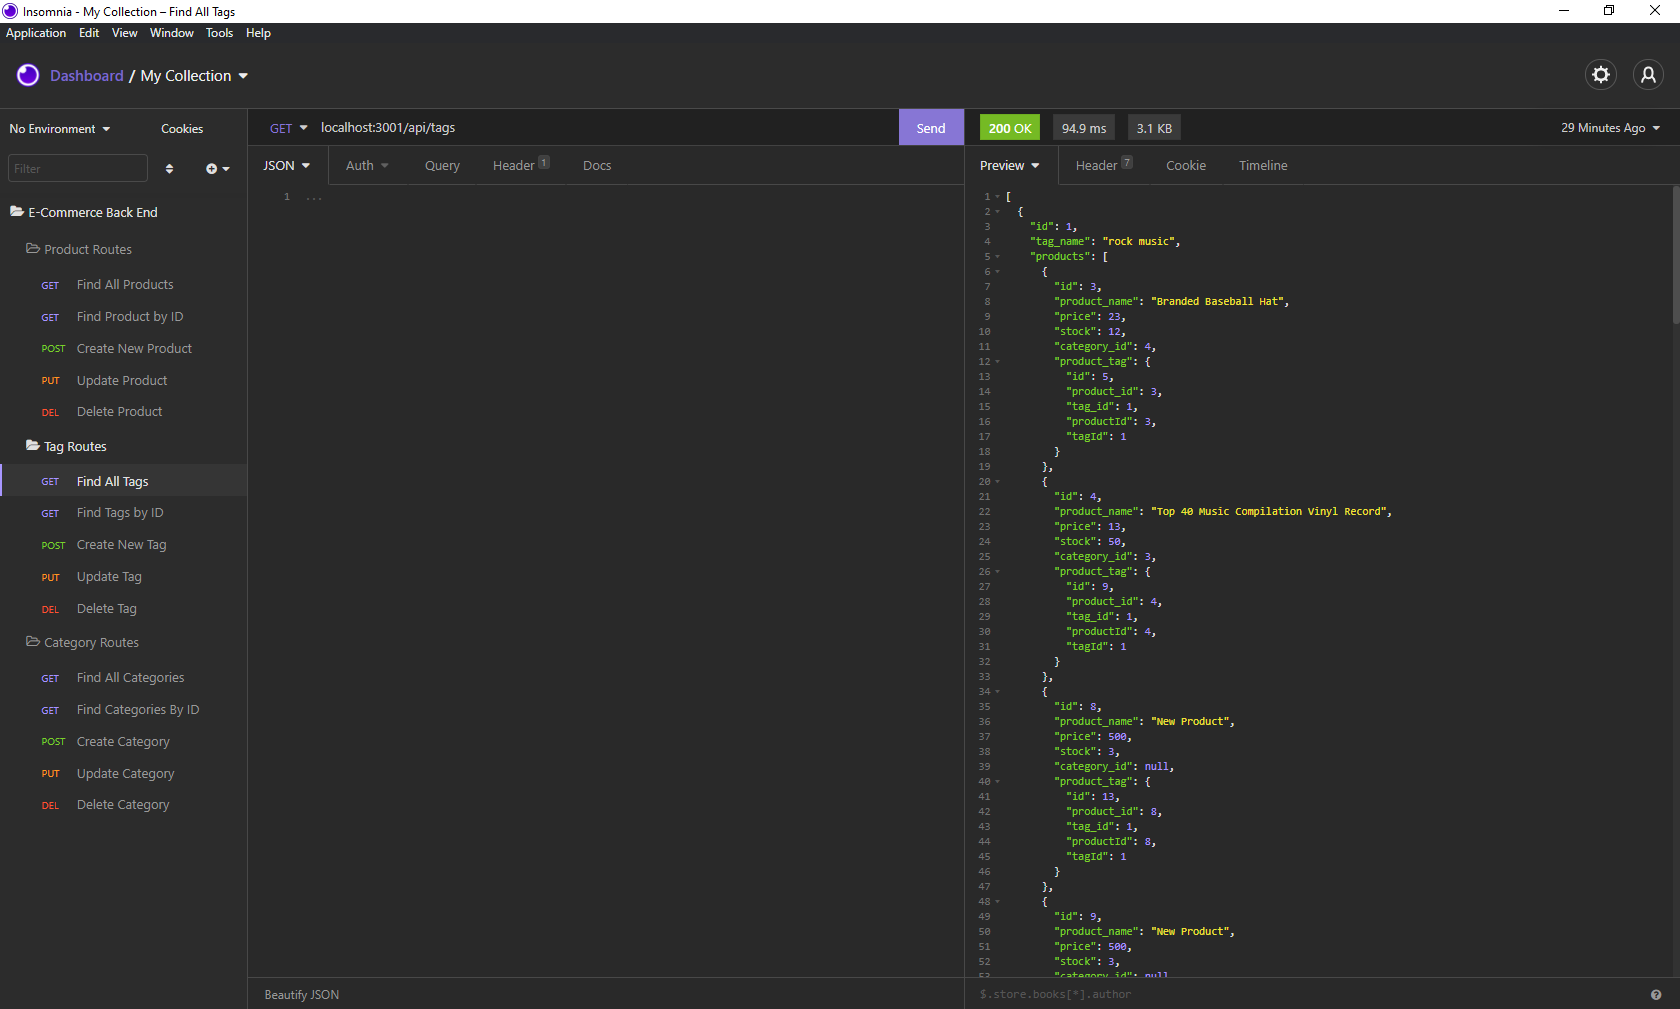 Insomnia - My Collection – Find All Tags
Application Edit View Window Tools Help
Dashboard / My Collection
No Environment Cookies
Filter
E-Commerce Back End
Product Routes
GET Find All Products
GET Find Product by ID
POST Create New Product
PUT Update Product
DEL Delete Product
Tag Routes
GET Find All Tags
GET Find Tags by ID
POST Create New Tag
PUT Update Tag
DEL Delete Tag
Category Routes
GET Find All Categories
GET Find Categories By ID
POST Create Category
PUT Update Category
DEL Delete Category
GET localhost:3001/api/tags Send
JSON Auth Query Header 1 Docs
1 ...
Beautify JSON
200 OK 94.9 ms 3.1 KB 29 Minutes Ago
Preview Header 7 Cookie Timeline
1 [
2 {
3 "id": 1,
4 "tag_name": "rock music",
5 "products": [
6 {
7 "id": 3,
8 "product_name": "Branded Baseball Hat",
9 "price": 23,
10 "stock": 12,
11 "category_id": 4,
12 "product_tag": {
13 "id": 5,
14 "product_id": 3,
15 "tag_id": 1,
16 "productId": 3,
17 "tagId": 1
18 }
19 },
20 {
21 "id": 4,
22 "product_name": "Top 40 Music Compilation Vinyl Record",
23 "price": 13,
24 "stock": 50,
25 "category_id": 3,
26 "product_tag": {
27 "id": 9,
28 "product_id": 4,
29 "tag_id": 1,
30 "productId": 4,
31 "tagId": 1
32 }
33 },
34 {
35 "id": 8,
36 "product_name": "New Product",
37 "price": 500,
38 "stock": 3,
39 "category_id": null,
40 "product_tag": {
41 "id": 13,
42 "product_id": 8,
43 "tag_id": 1,
44 "productId": 8,
45 "tagId": 1
46 }
47 },
48 {
49 "id": 9,
50 "product_name": "New Product",
51 "price": 500,
52 "stock": 3,
53 "category_id": null
$.store.books[*].author